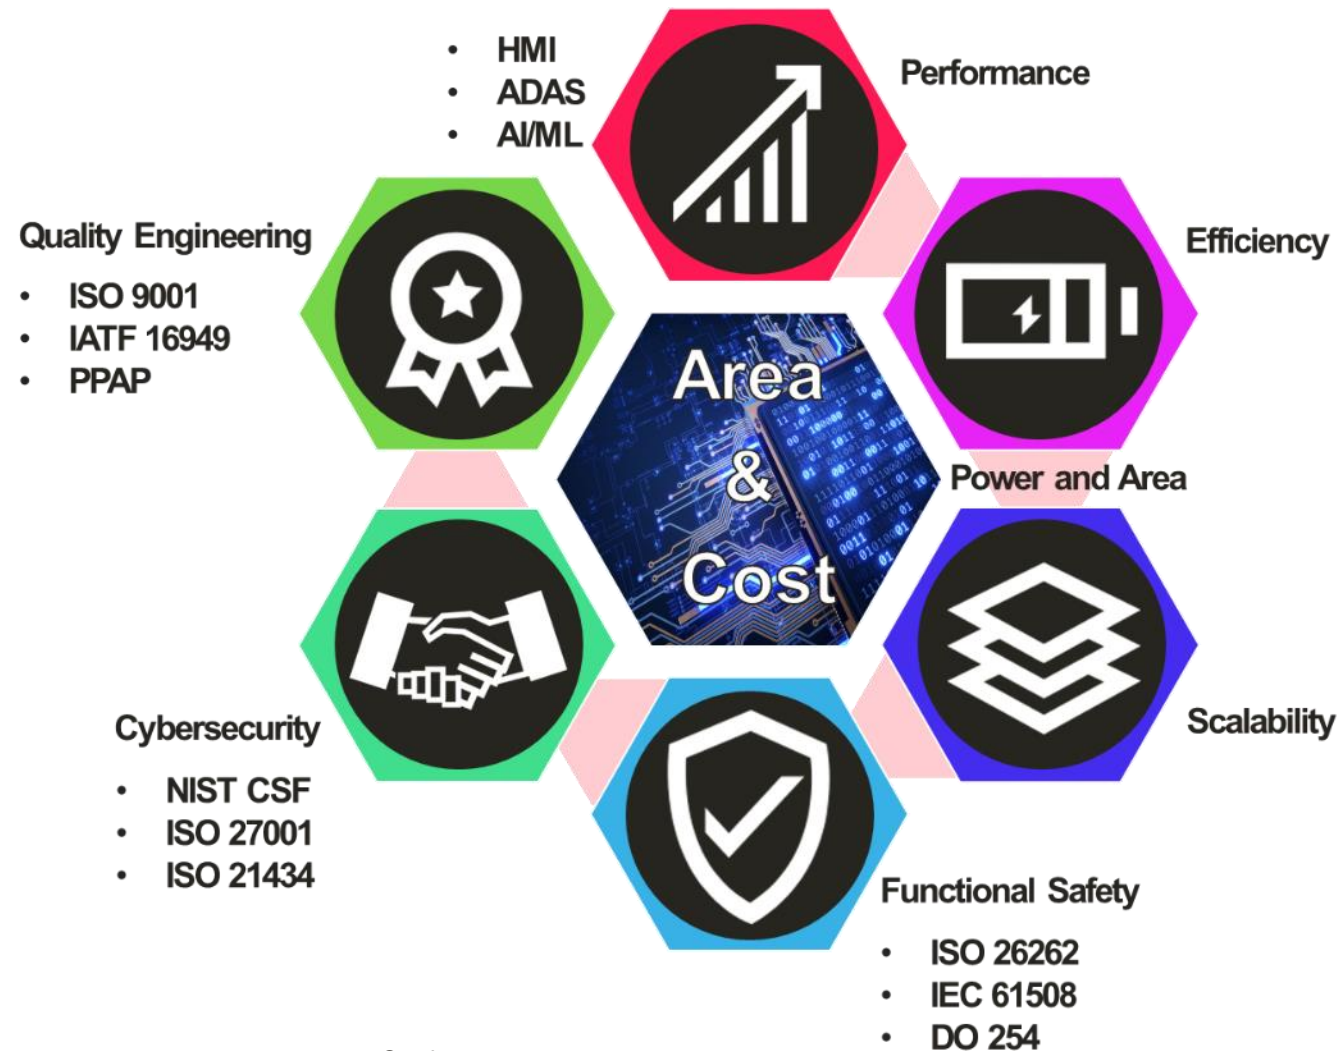 HMI
ADAS
AI/ML
Performance
Quality Engineering
ISO 9001
IATF 16949
PPAP
Efficiency
Area
&
Cost
Power and Area
Cybersecurity
NIST CSF
ISO 27001
ISO 21434
Scalability
Functional Safety
ISO 26262
IEC 61508
DO 254